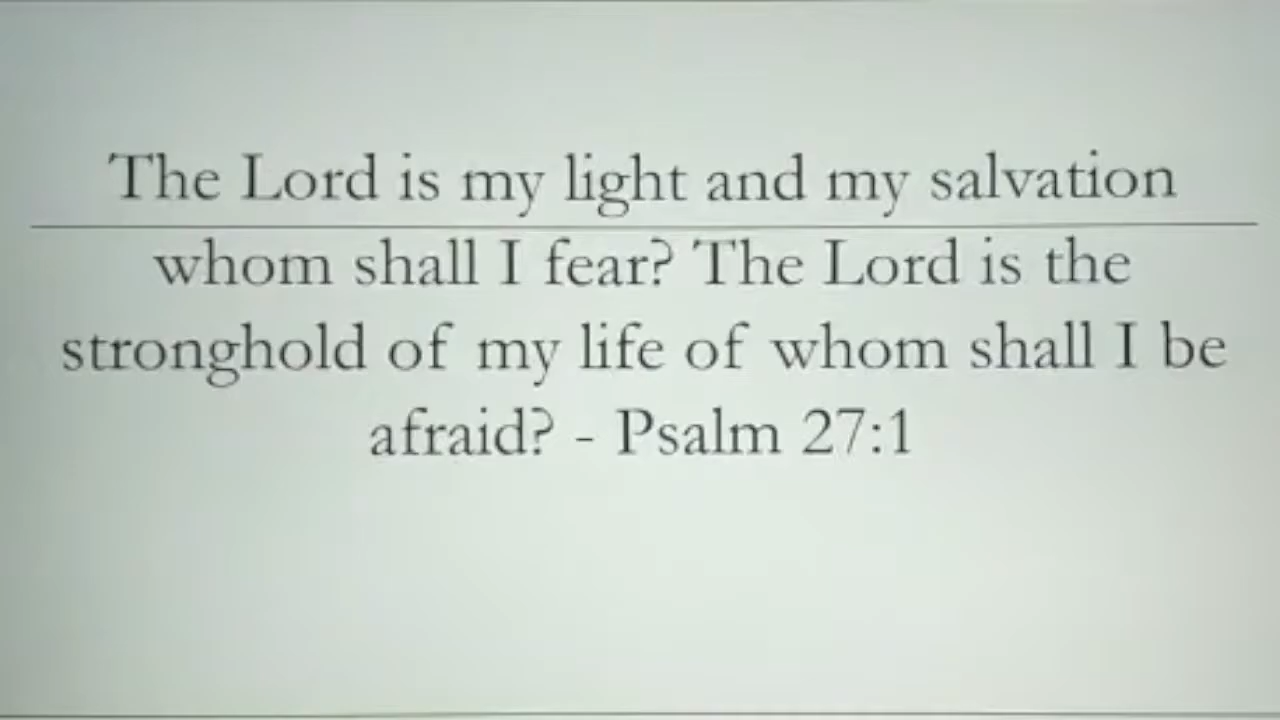 The Lord is my light and my salvation
whom shall I fear? The Lord is the
stronghold of my life of whom shall I be
afraid? - Psalm 27:1